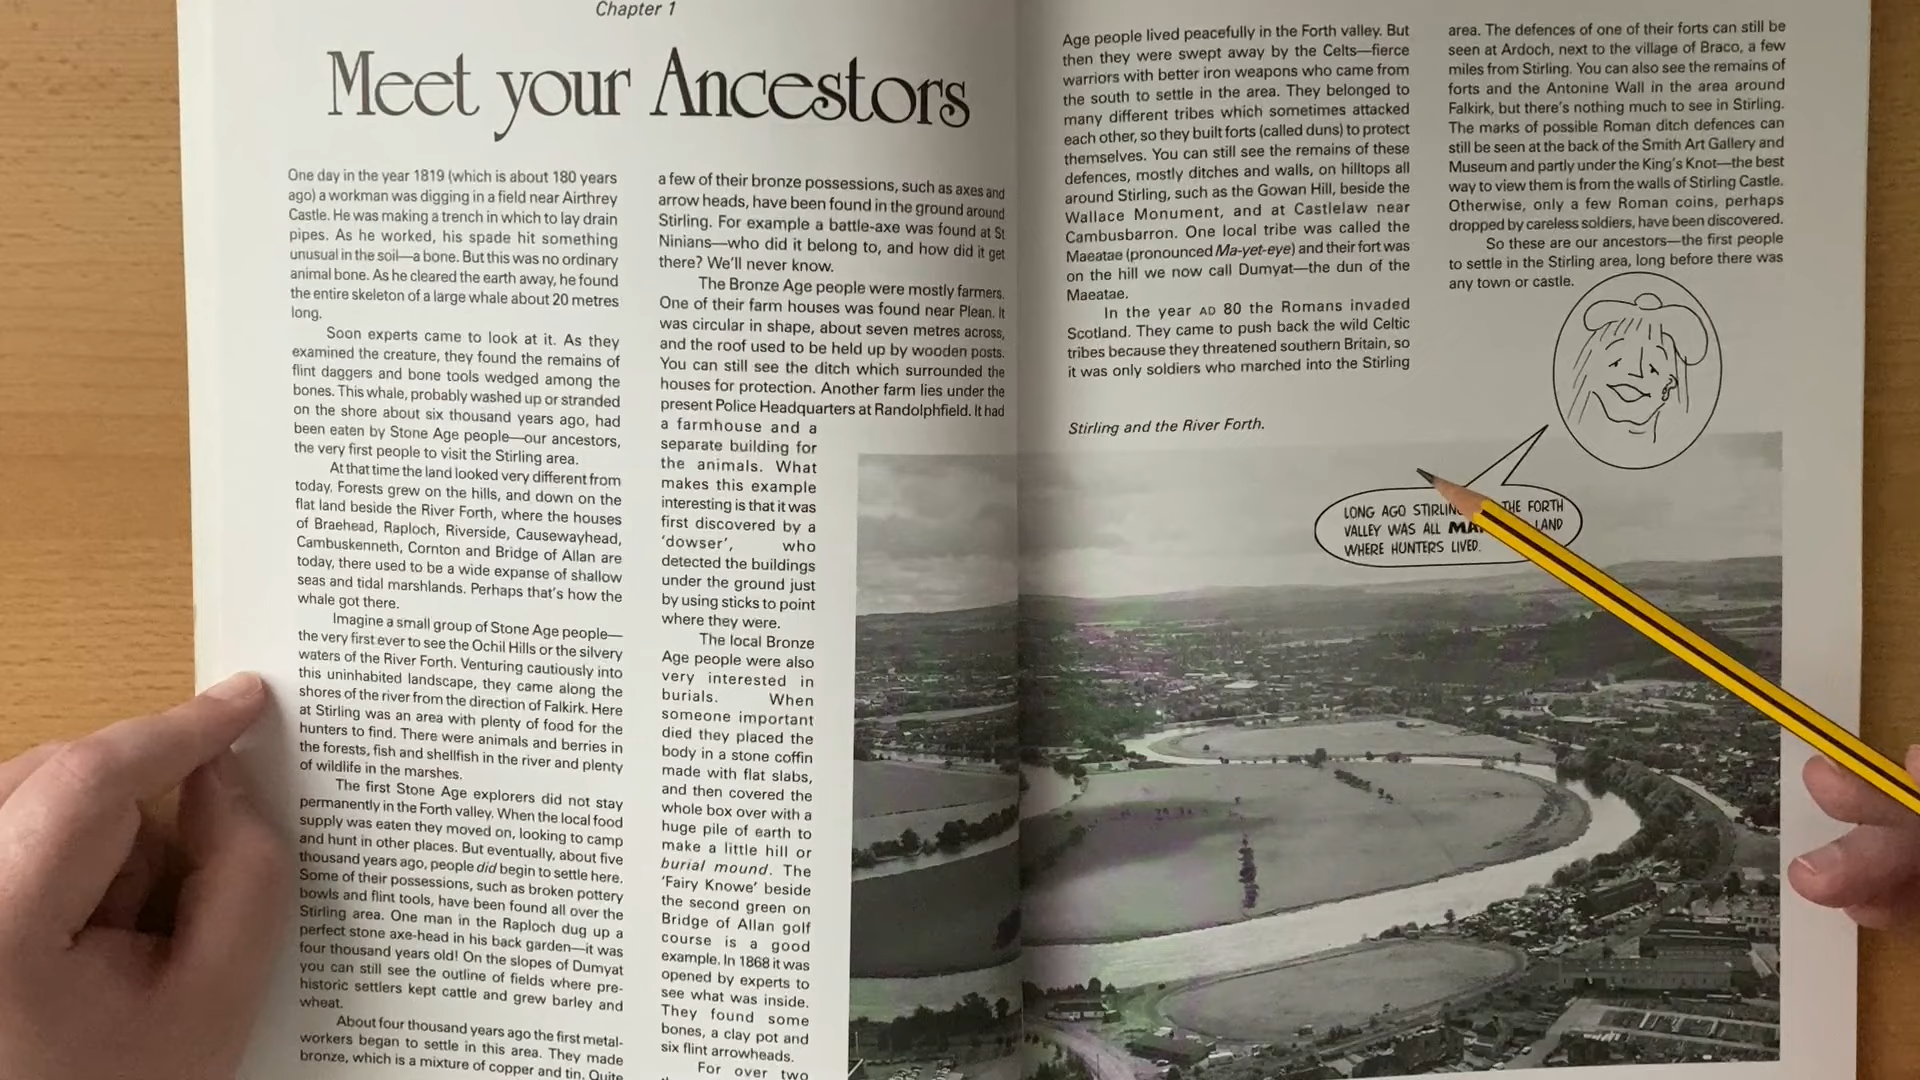 Chapter 1
Meet your Ancestors
One day in the year 1819 (which is about 180 years
ago) a workman was digging in a field near Airthrey
Castle. He was making a trench in which to lay drain
pipes. As he worked, his spade hit something
unusual in the soil—a bone. But this was no ordinary
animal bone. As he cleared the earth away, he found
the entire skeleton of a large whale about 20 metres
long.
Soon experts came to look at it. As they
examined the creature, they found the remains of
flint daggers and bone tools wedged among the
bones. This whale, probably washed up or stranded
on the shore about six thousand years ago, had
been eaten by Stone Age people—our ancestors,
the very first people to visit the Stirling area.
At that time the land looked very different from
today. Forests grew on the hills, and down on the
flat land beside the River Forth, where the houses
of Braehead, Raploch, Riverside, Causewayhead,
Cambuskenneth, Cornton and Bridge of Allan are
today, there used to be a wide expanse of shallow
seas and tidal marshlands. Perhaps that's how the
whale got there.
Imagine a small group of Stone Age people—
the very first ever to see the Ochil Hills or the silvery
waters of the River Forth. Venturing cautiously into
this uninhabited landscape, they came along the
shores of the river from the direction of Falkirk. Here
at Stirling was an area with plenty of food for the
hunters to find. There were animals and berries in
the forests, fish and shellfish in the river and plenty
of wildlife in the marshes.
The first Stone Age explorers did not stay
permanently in the Forth valley. When the local food
supply was eaten they moved on, looking to camp
and hunt in other places. But eventually, about five
thousand years ago, people did begin to settle here.
Some of their possessions, such as broken pottery
bowls and flint tools, have been found all over the
Stirling area. One man in the Raploch dug up a
perfect stone axe-head in his back garden—it was
four thousand years old! On the slopes of Dumyat
you can still see the outline of fields where pre-
historic settlers kept cattle and grew barley and
wheat.
About four thousand years ago the first metal-
workers began to settle in this area. They made
bronze, which is a mixture of copper and tin. Quite
a few of their bronze possessions, such as axes and
arrow heads, have been found in the ground around
Stirling. For example a battle-axe was found at St
Ninians—who did it belong to, and how did it get
there? We'll never know.
The Bronze Age people were mostly farmers.
One of their farm houses was found near Plean. It
was circular in shape, about seven metres across,
and the roof used to be held up by wooden posts.
You can still see the ditch which surrounded the
houses for protection. Another farm lies under the
present Police Headquarters at Randolphfield. It had
a farmhouse and a
separate building for
the animals. What
makes this example
interesting is that it was
first discovered by a
'dowser', who
detected the buildings
under the ground just
by using sticks to point
where they were.
The local Bronze
Age people were also
very interested in
burials. When
someone important
died they placed the
body in a stone coffin
made with flat slabs,
and then covered the
whole box over with a
huge pile of earth to
make a little hill or
burial mound. The
'Fairy Knowe' beside
the second green on
Bridge of Allan golf
course is a good
example. In 1868 it was
opened by experts to
see what was inside.
They found some
bones, a clay pot and
six flint arrowheads.
For over two
Age people lived peacefully in the Forth valley. But
then they were swept away by the Celts—fierce
warriors with better iron weapons who came from
the south to settle in the area. They belonged to
many different tribes which sometimes attacked
each other, so they built forts (called duns) to protect
themselves. You can still see the remains of these
defences, mostly ditches and walls, on hilltops all
around Stirling, such as the Gowan Hill, beside the
Wallace Monument, and at Castlelaw near
Cambusbarron. One local tribe was called the
Maeatae (pronounced Ma-yet-eye) and their fort was
on the hill we now call Dumyat—the dun of the
Maeatae.
In the year AD 80 the Romans invaded
Scotland. They came to push back the wild Celtic
tribes because they threatened southern Britain, so
it was only soldiers who marched into the Stirling
area. The defences of one of their forts can still be
seen at Ardoch, next to the village of Braco, a few
miles from Stirling. You can also see the remains of
forts and the Antonine Wall in the area around
Falkirk, but there's nothing much to see in Stirling.
The marks of possible Roman ditch defences can
still be seen at the back of the Smith Art Gallery and
Museum and partly under the King's Knot—the best
way to view them is from the walls of Stirling Castle.
Otherwise, only a few Roman coins, perhaps
dropped by careless soldiers, have been discovered.
So these are our ancestors—the first people
to settle in the Stirling area, long before there was
any town or castle.
Stirling and the River Forth.
LONG AGO STIRLING THE FORTH
VALLEY WAS ALL LAND
WHERE HUNTERS LIVED.